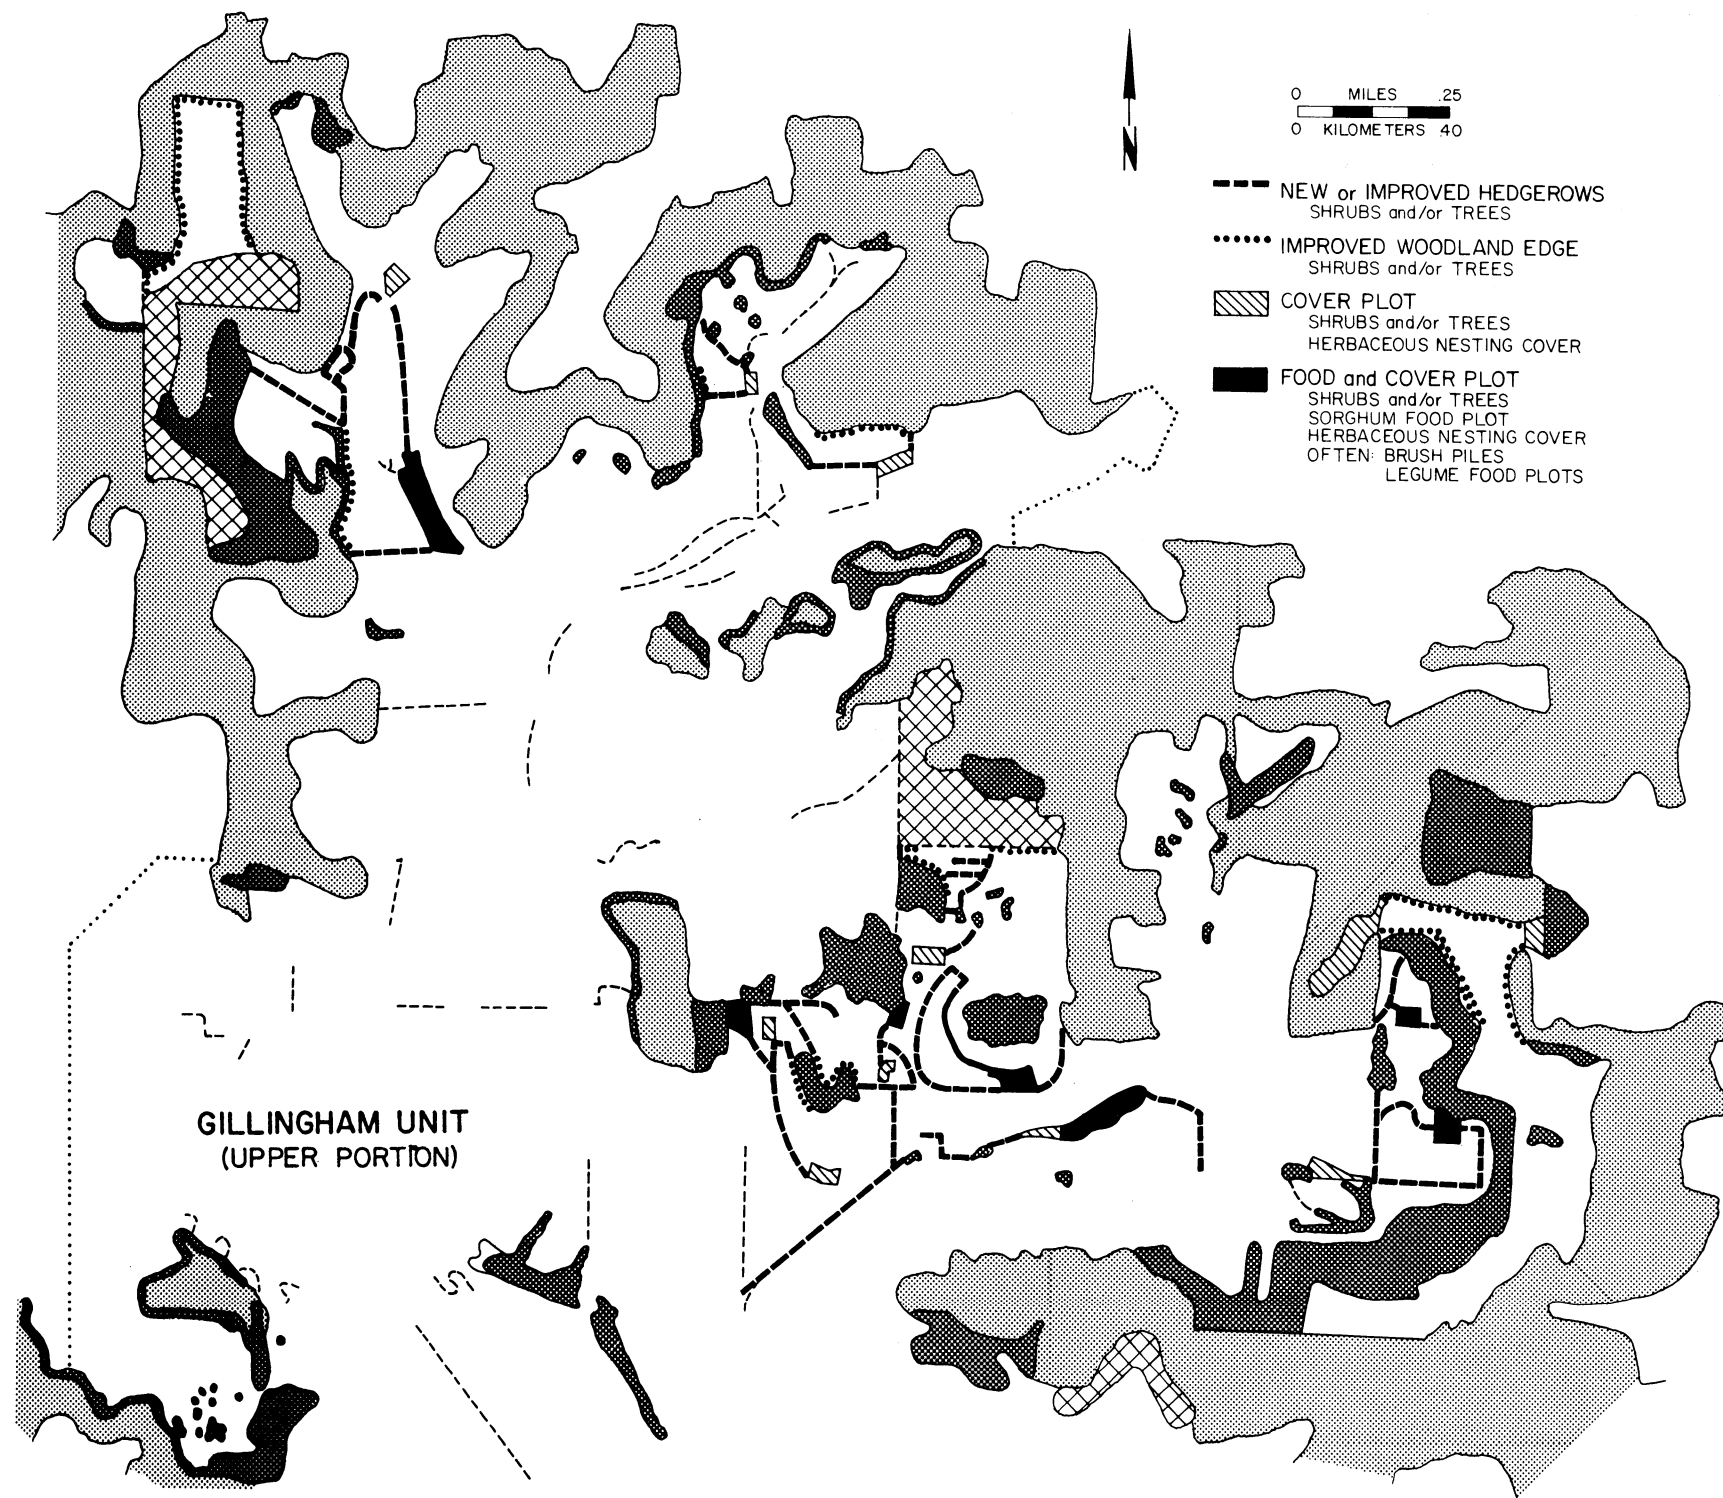 0 MILES .25
0 KILOMETERS .40
N
NEW or IMPROVED HEDGEROWS
SHRUBS and/or TREES
IMPROVED WOODLAND EDGE
SHRUBS and/or TREES
COVER PLOT
SHRUBS and/or TREES
HERBACEOUS NESTING COVER
FOOD and COVER PLOT
SHRUBS and/or TREES
SORGHUM FOOD PLOT
HERBACEOUS NESTING COVER
OFTEN: BRUSH PILES
LEGUME FOOD PLOTS
GILLINGHAM UNIT
(UPPER PORTION)